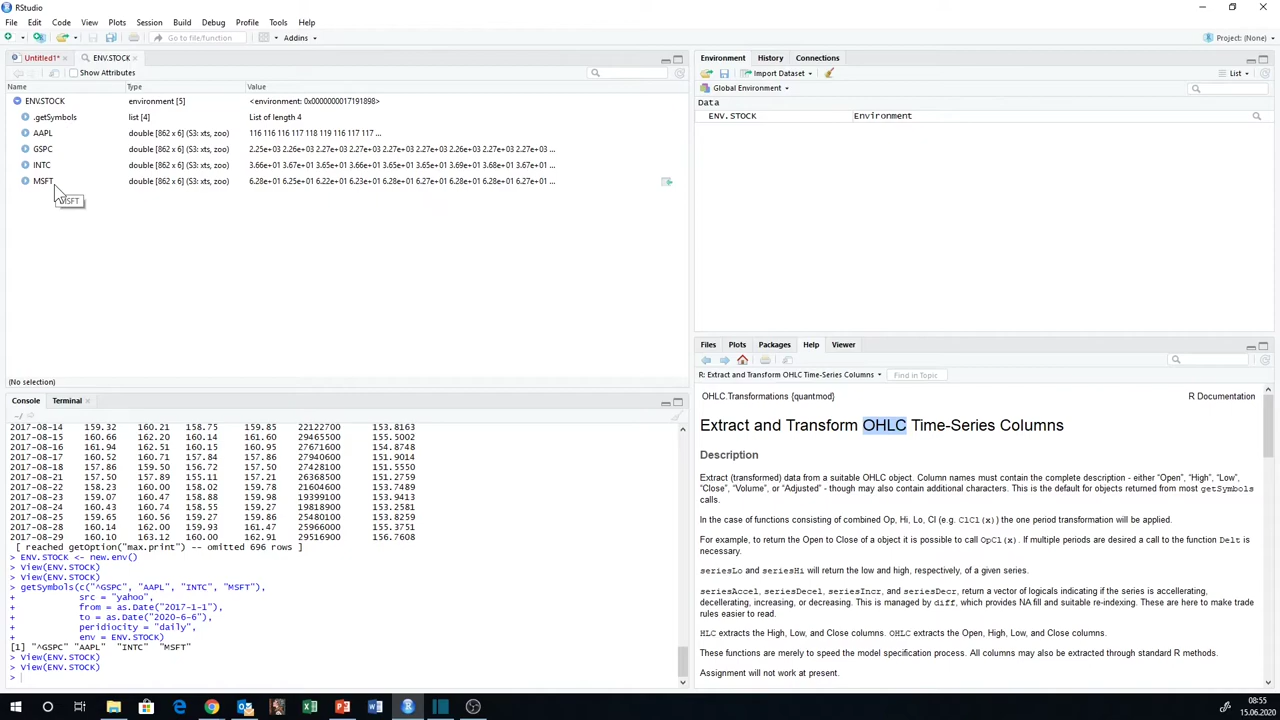 RStudio
File Edit Code View Plots Session Build Debug Profile Tools Help
Go to file/function Addins Project: (None)
Untitled1* ENV.STOCK
Show Attributes
Name Type Value
ENV.STOCK environment [5] <environment: 0x0000000017191898>
.getSymbols list [4] List of length 4
AAPL double [862 x 6] (S3: xts, zoo) 116 116 116 117 118 119 116 117 117 ...
GSPC double [862 x 6] (S3: xts, zoo) 2.25e+03 2.27e+03 2.27e+03 2.27e+03 2.27e+03 2.27e+03 2.26e+03 2.27e+03 2.27e+03 ...
INTC double [862 x 6] (S3: xts, zoo) 3.66e+01 3.67e+01 3.65e+01 3.65e+01 3.67e+01 3.65e+01 3.69e+01 3.65e+01 3.67e+01 ...
MSFT double [862 x 6] (S3: xts, zoo) 6.28e+01 6.25e+01 6.22e+01 6.23e+01 6.28e+01 6.27e+01 6.28e+01 6.28e+01 6.27e+01 ...
MSFT
(No selection)
Environment History Connections
Import Dataset List
Global Environment
Data
ENV.STOCK Environment
Console Terminal
~/
2017-08-14 159.32 160.21 158.75 159.85 22122700 153.8163
2017-08-15 160.66 162.20 160.14 161.60 29465500 155.5002
2017-08-16 161.94 162.51 160.15 160.95 27671600 154.8748
2017-08-17 160.52 160.71 157.84 157.86 27940600 151.9014
2017-08-18 157.86 159.50 156.72 157.50 27428100 151.5550
2017-08-21 157.50 157.89 155.11 157.21 26368500 151.2759
2017-08-22 158.23 160.00 158.02 159.78 21604600 153.7489
2017-08-23 159.07 160.47 158.88 159.98 19399100 153.9413
2017-08-24 160.43 160.74 158.55 159.27 19818900 153.2581
2017-08-25 159.65 160.56 159.27 159.86 25480100 153.8259
2017-08-28 160.14 162.00 159.93 161.47 25966000 155.3751
2017-08-29 160.10 163.12 160.00 162.91 29516900 156.7608
[ reached getOption("max.print") -- omitted 696 rows ]
> ENV.STOCK <- new.env()
> View(ENV.STOCK)
> View(ENV.STOCK)
> getSymbols(c("^GSPC", "AAPL", "INTC", "MSFT"),
+ src = "yahoo",
+ from = as.Date("2017-1-1"),
+ to = as.Date("2020-6-6"),
+ peridiocity = "daily",
+ env = ENV.STOCK)
[1] "^GSPC" "AAPL" "INTC" "MSFT"
> View(ENV.STOCK)
> View(ENV.STOCK)
>
Files Plots Packages Help Viewer
R: Extract and Transform OHLC Time-Series Columns Find in Topic
OHLC.Transformations {quantmod} R Documentation
Extract and Transform OHLC Time-Series Columns
Description
Extract (transformed) data from a suitable OHLC object. Column names must contain the complete description - either “Open”, “High”, “Low”,
“Close”, “Volume”, or “Adjusted” - though may also contain additional characters. This is the default for objects returned from most getSymbols
calls.
In the case of functions consisting of combined Op, Hi, Lo, Cl (e.g. ClCl(x)) the one period transformation will be applied.
For example, to return the Open to Close of a object it is possible to call OpCl(x). If multiple periods are desired a call to the function Delt is
necessary.
seriesLo and seriesHi will return the low and high, respectively, of a given series.
seriesAccel, seriesDecel, seriesIncr, and seriesDecr, return a vector of logicals indicating if the series is accellerating,
decellerating, increasing, or decreasing. This is managed by diff, which provides NA fill and suitable re-indexing. These are here to make trade
rules easier to read.
HLC extracts the High, Low, and Close columns. OHLC extracts the Open, High, Low, and Close columns.
These functions are merely to speed the model specification process. All columns may also be extracted through standard R methods.
Assignment will not work at present.
08:55
15.06.2020